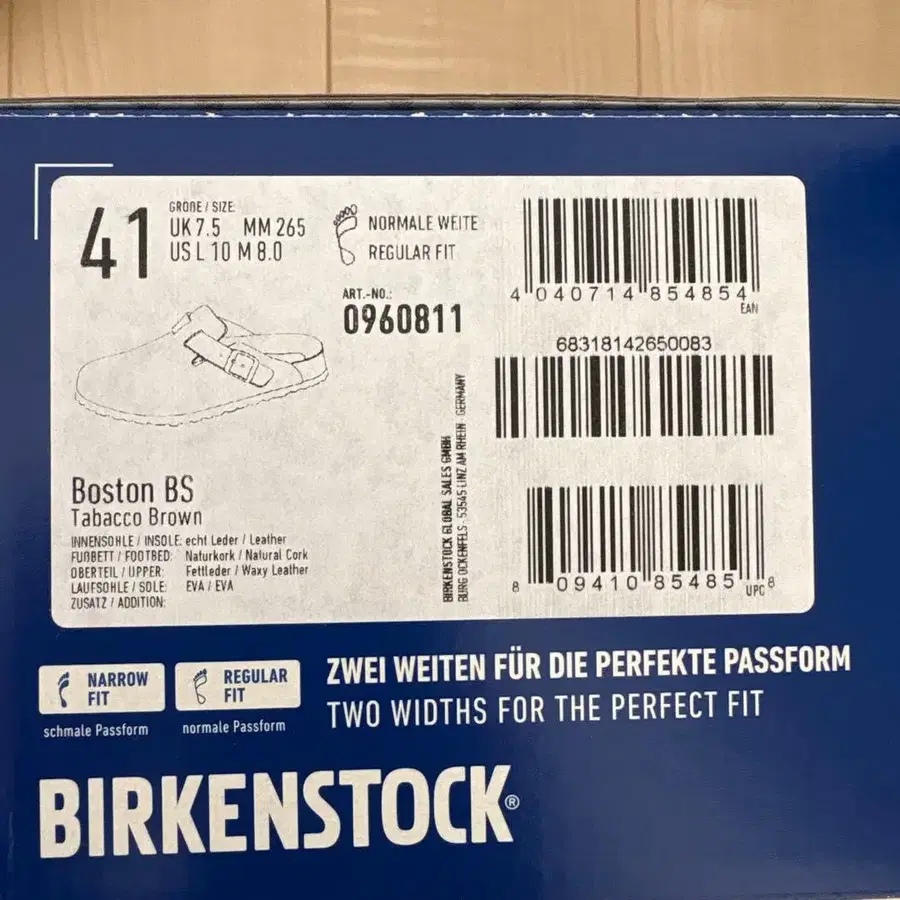 41
GRÖßE / SIZE:
UK 7.5 MM 265
US L 10 M 8.0
NORMALE WEITE
REGULAR FIT
ART.-NO.:
0960811
4 040714 854854
EAN
68318142650083
Boston BS
Tabacco Brown
INNENSOHLE / INSOLE: echt Leder / Leather
FUßBETT / FOOTBED: Naturkork / Natural Cork
OBERTEIL / UPPER: Fettleder / Waxy Leather
LAUFSOHLE / SOLE: EVA / EVA
ZUSATZ / ADDITION:
BIRKENSTOCK GLOBAL SALES GMBH
BURG OCKENFELS - 53545 LINZ AM RHEIN - GERMANY
8 09410 85485 8
UPC
NARROW
FIT
schmale Passform
REGULAR
FIT
normale Passform
ZWEI WEITEN FÜR DIE PERFEKTE PASSFORM
TWO WIDTHS FOR THE PERFECT FIT
BIRKENSTOCK®